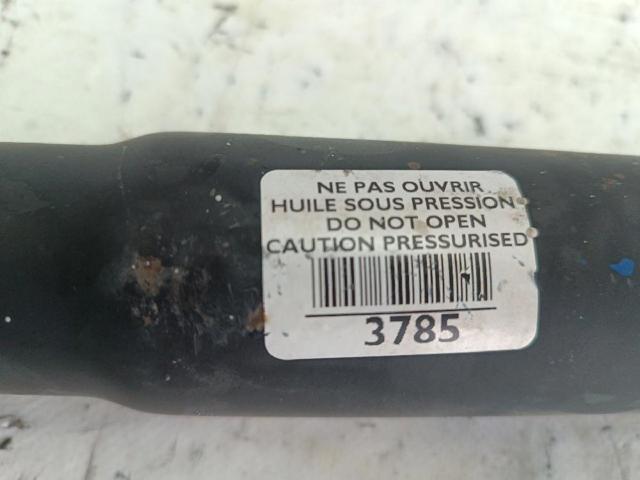 NE PAS OUVRIR
HUILE SOUS PRESSION
DO NOT OPEN
CAUTION PRESSURISED
3785